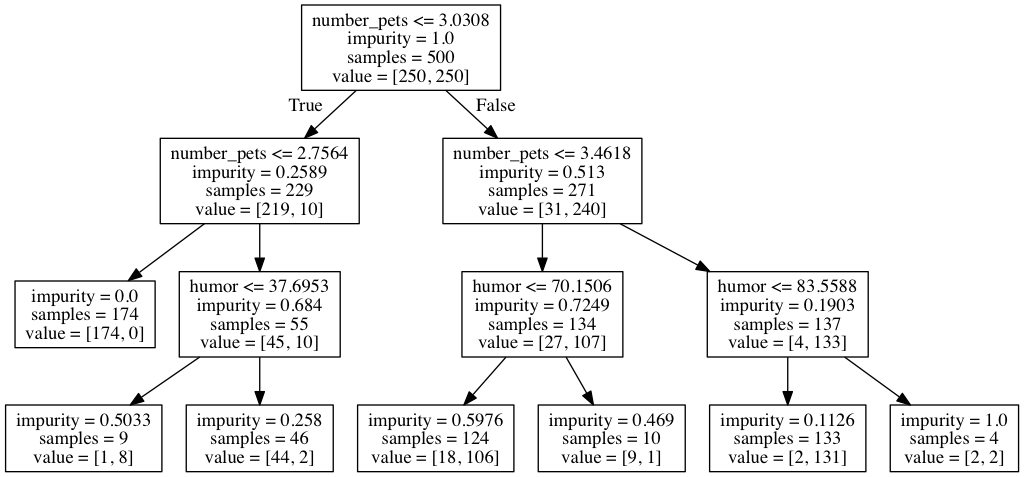 number_pets <= 3.0308
impurity = 1.0
samples = 500
value = [250, 250]
True
False
number_pets <= 2.7564
impurity = 0.2589
samples = 229
value = [219, 10]
number_pets <= 3.4618
impurity = 0.513
samples = 271
value = [31, 240]
impurity = 0.0
samples = 174
value = [174, 0]
humor <= 37.6953
impurity = 0.684
samples = 55
value = [45, 10]
humor <= 70.1506
impurity = 0.7249
samples = 134
value = [27, 107]
humor <= 83.5588
impurity = 0.1903
samples = 137
value = [4, 133]
impurity = 0.5033
samples = 9
value = [1, 8]
impurity = 0.258
samples = 46
value = [44, 2]
impurity = 0.5976
samples = 124
value = [18, 106]
impurity = 0.469
samples = 10
value = [9, 1]
impurity = 0.1126
samples = 133
value = [2, 131]
impurity = 1.0
samples = 4
value = [2, 2]